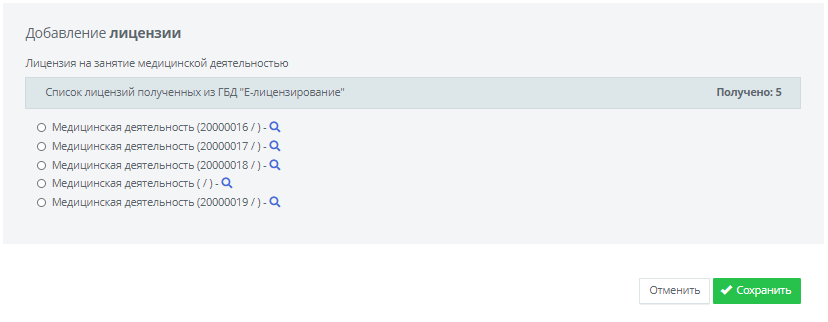 Добавление лицензии
Лицензия на занятие медицинской деятельностью
Список лицензий полученных из ГБД "Е-лицензирование" Получено: 5
Медицинская деятельность (20000016 / ) -
Медицинская деятельность (20000017 / ) -
Медицинская деятельность (20000018 / ) -
Медицинская деятельность ( / ) -
Медицинская деятельность (20000019 / ) -
Отменить Сохранить